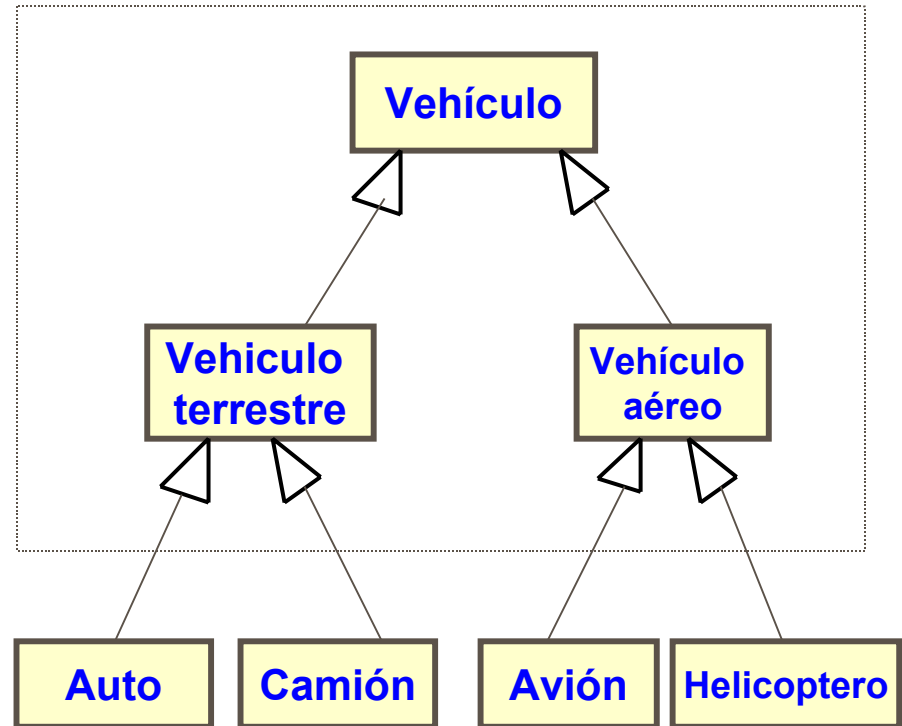 Vehículo
Vehiculo
terrestre
Vehículo
aéreo
Auto
Camión
Avión
Helicoptero